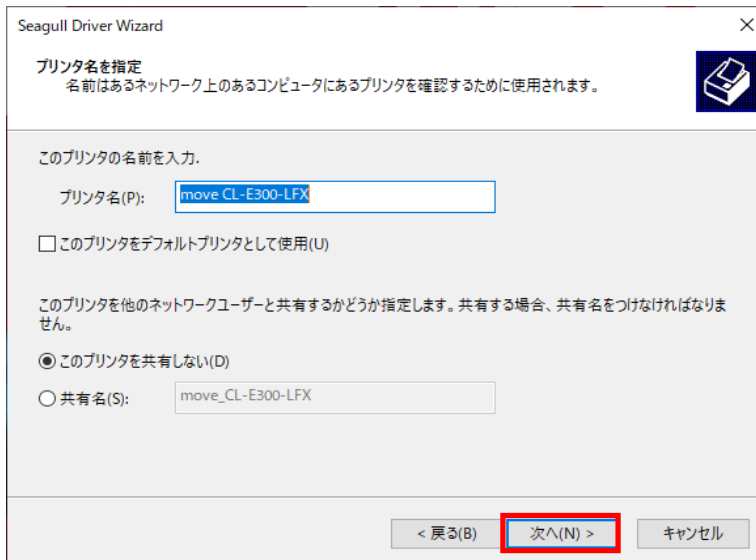 Seagull Driver Wizard
プリンタ名を指定
名前はあるネットワーク上のあるコンピュータにあるプリンタを確認するために使用されます。
このプリンタの名前を入力.
プリンタ名(P):
move CL-E300-LFX
このプリンタをデフォルトプリンタとして使用(U)
このプリンタを他のネットワークユーザーと共有するかどうか指定します。共有する場合、共有名をつけなければなりま
せん。
このプリンタを共有しない(D)
共有名(S):
move_CL-E300-LFX
< 戻る(B)
次へ(N) >
キャンセル